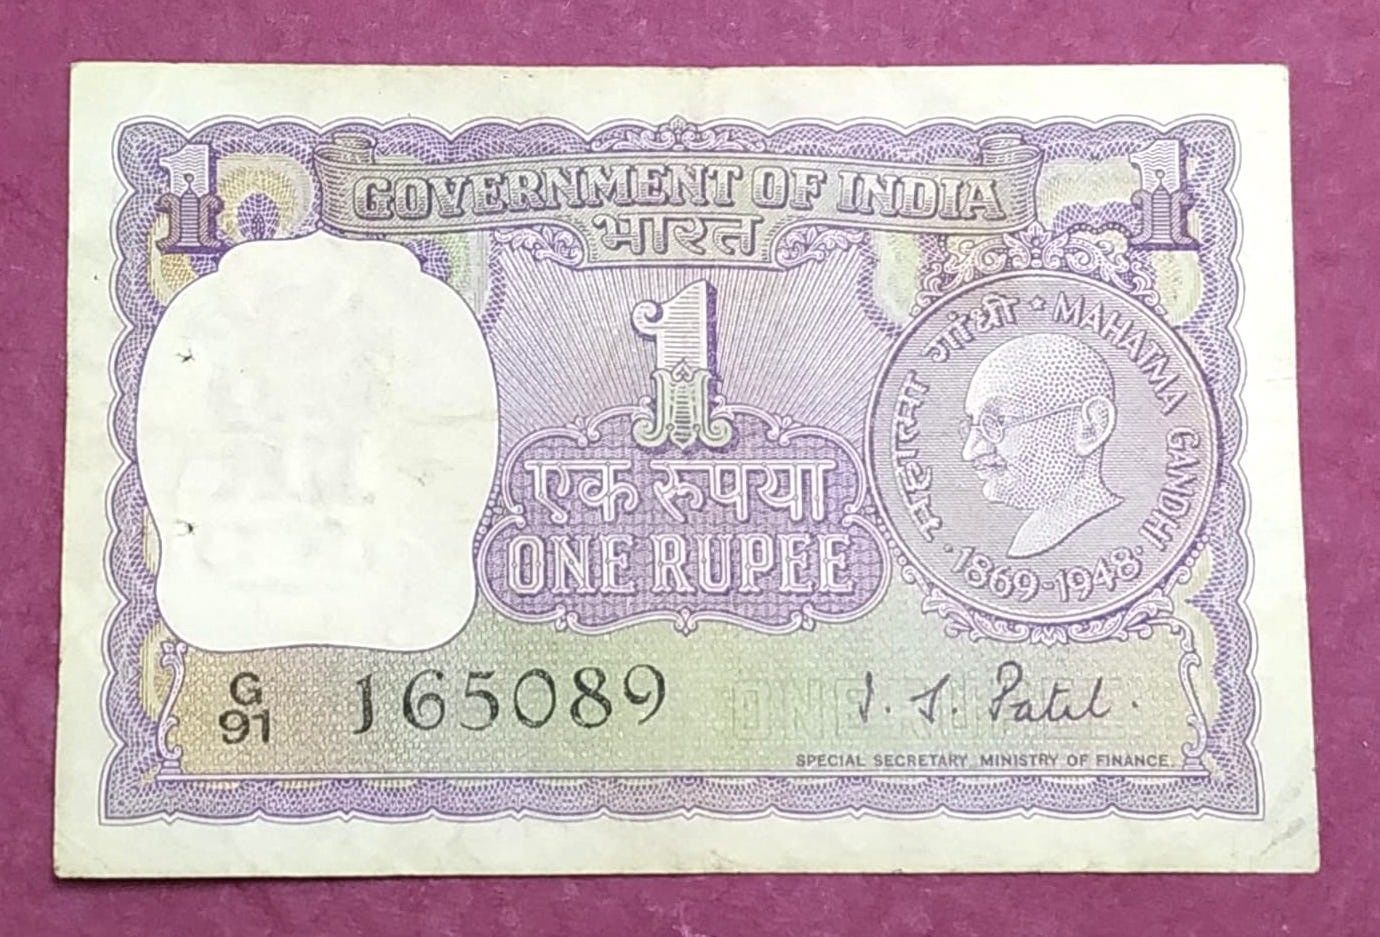 1 GOVERNMENT OF INDIA 1
भारत
1
महात्मा गांधी • MAHATMA GANDHI
• 1869-1948 •
एक रुपया
ONE RUPEE
G
91 J 65089
ONE RUPEE
I. G. Patel.
SPECIAL SECRETARY, MINISTRY OF FINANCE.